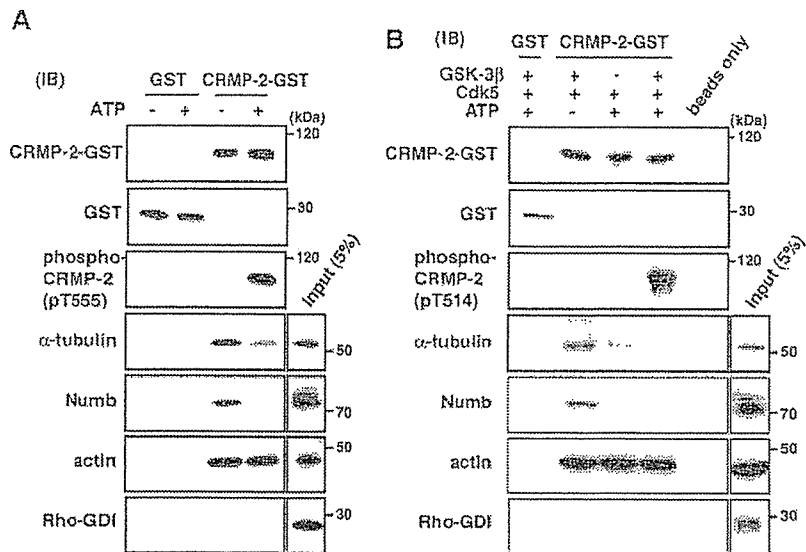 A
(IB) GST CRMP-2-GST
ATP - + - + (kDa)
CRMP-2-GST 120
GST 30
phospho-CRMP-2 (pT555) 120
Input (5%)
α-tubulin 50
Numb 70
actin 50
Rho-GDI 30
B
(IB) GST CRMP-2-GST
beads only
GSK-3β + + - +
Cdk5 + + + +
ATP + - + +
(kDa)
CRMP-2-GST 120
GST 30
phospho-CRMP-2 (pT514) 120
Input (5%)
α-tubulin 50
Numb 70
actin 50
Rho-GDI 30